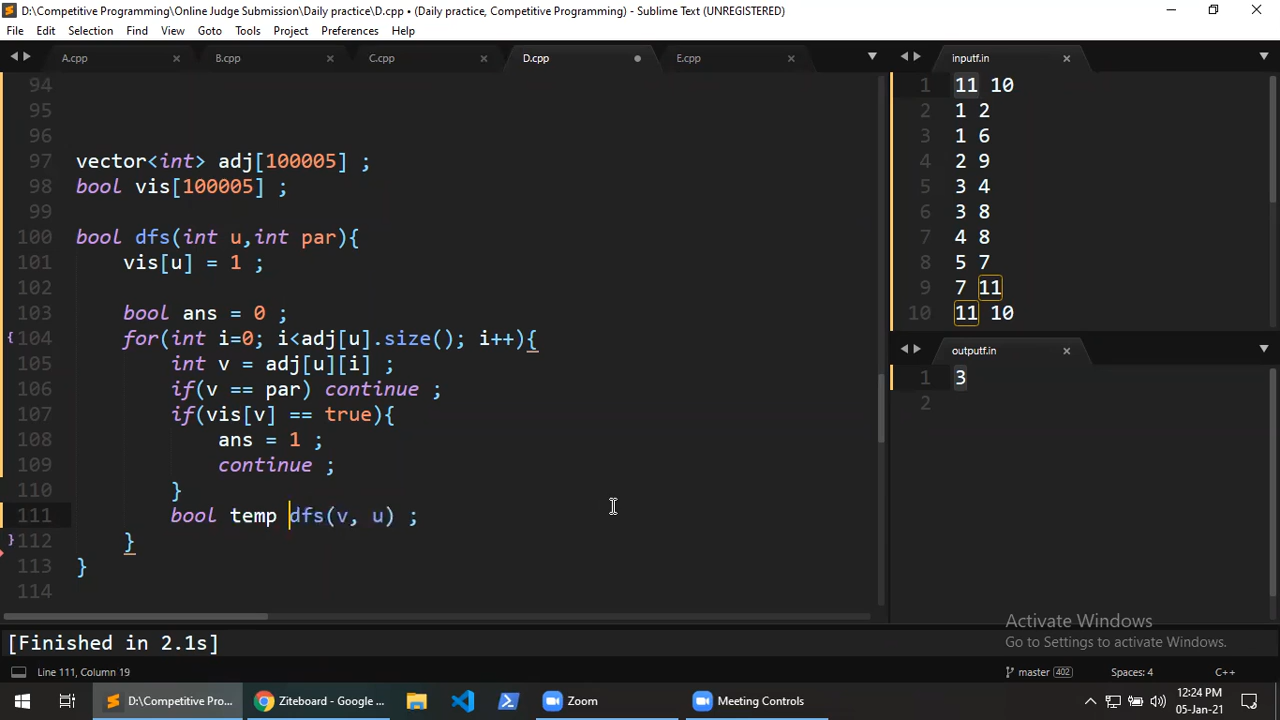 D:\Competitive Programming\Online Judge Submission\Daily practice\D.cpp • (Daily practice, Competitive Programming) - Sublime Text (UNREGISTERED)
File Edit Selection Find View Goto Tools Project Preferences Help
A.cpp B.cpp C.cpp D.cpp E.cpp
94
95
96
97 vector<int> adj[100005] ;
98 bool vis[100005] ;
99
100 bool dfs(int u,int par){
101 vis[u] = 1 ;
102
103 bool ans = 0 ;
104 for(int i=0; i<adj[u].size(); i++){
105 int v = adj[u][i] ;
106 if(v == par) continue ;
107 if(vis[v] == true){
108 ans = 1 ;
109 continue ;
110 }
111 bool temp dfs(v, u) ;
112 }
113 }
114
inputf.in
1 11 10
2 1 2
3 1 6
4 2 9
5 3 4
6 3 8
7 4 8
8 5 7
9 7 11
10 11 10
outputf.in
1 3
2
[Finished in 2.1s]
Activate Windows
Go to Settings to activate Windows.
Line 111, Column 19
master 402 Spaces: 4 C++
D:\Competitive Pro... Ziteboard - Google ... Zoom Meeting Controls
12:24 PM
05-Jan-21